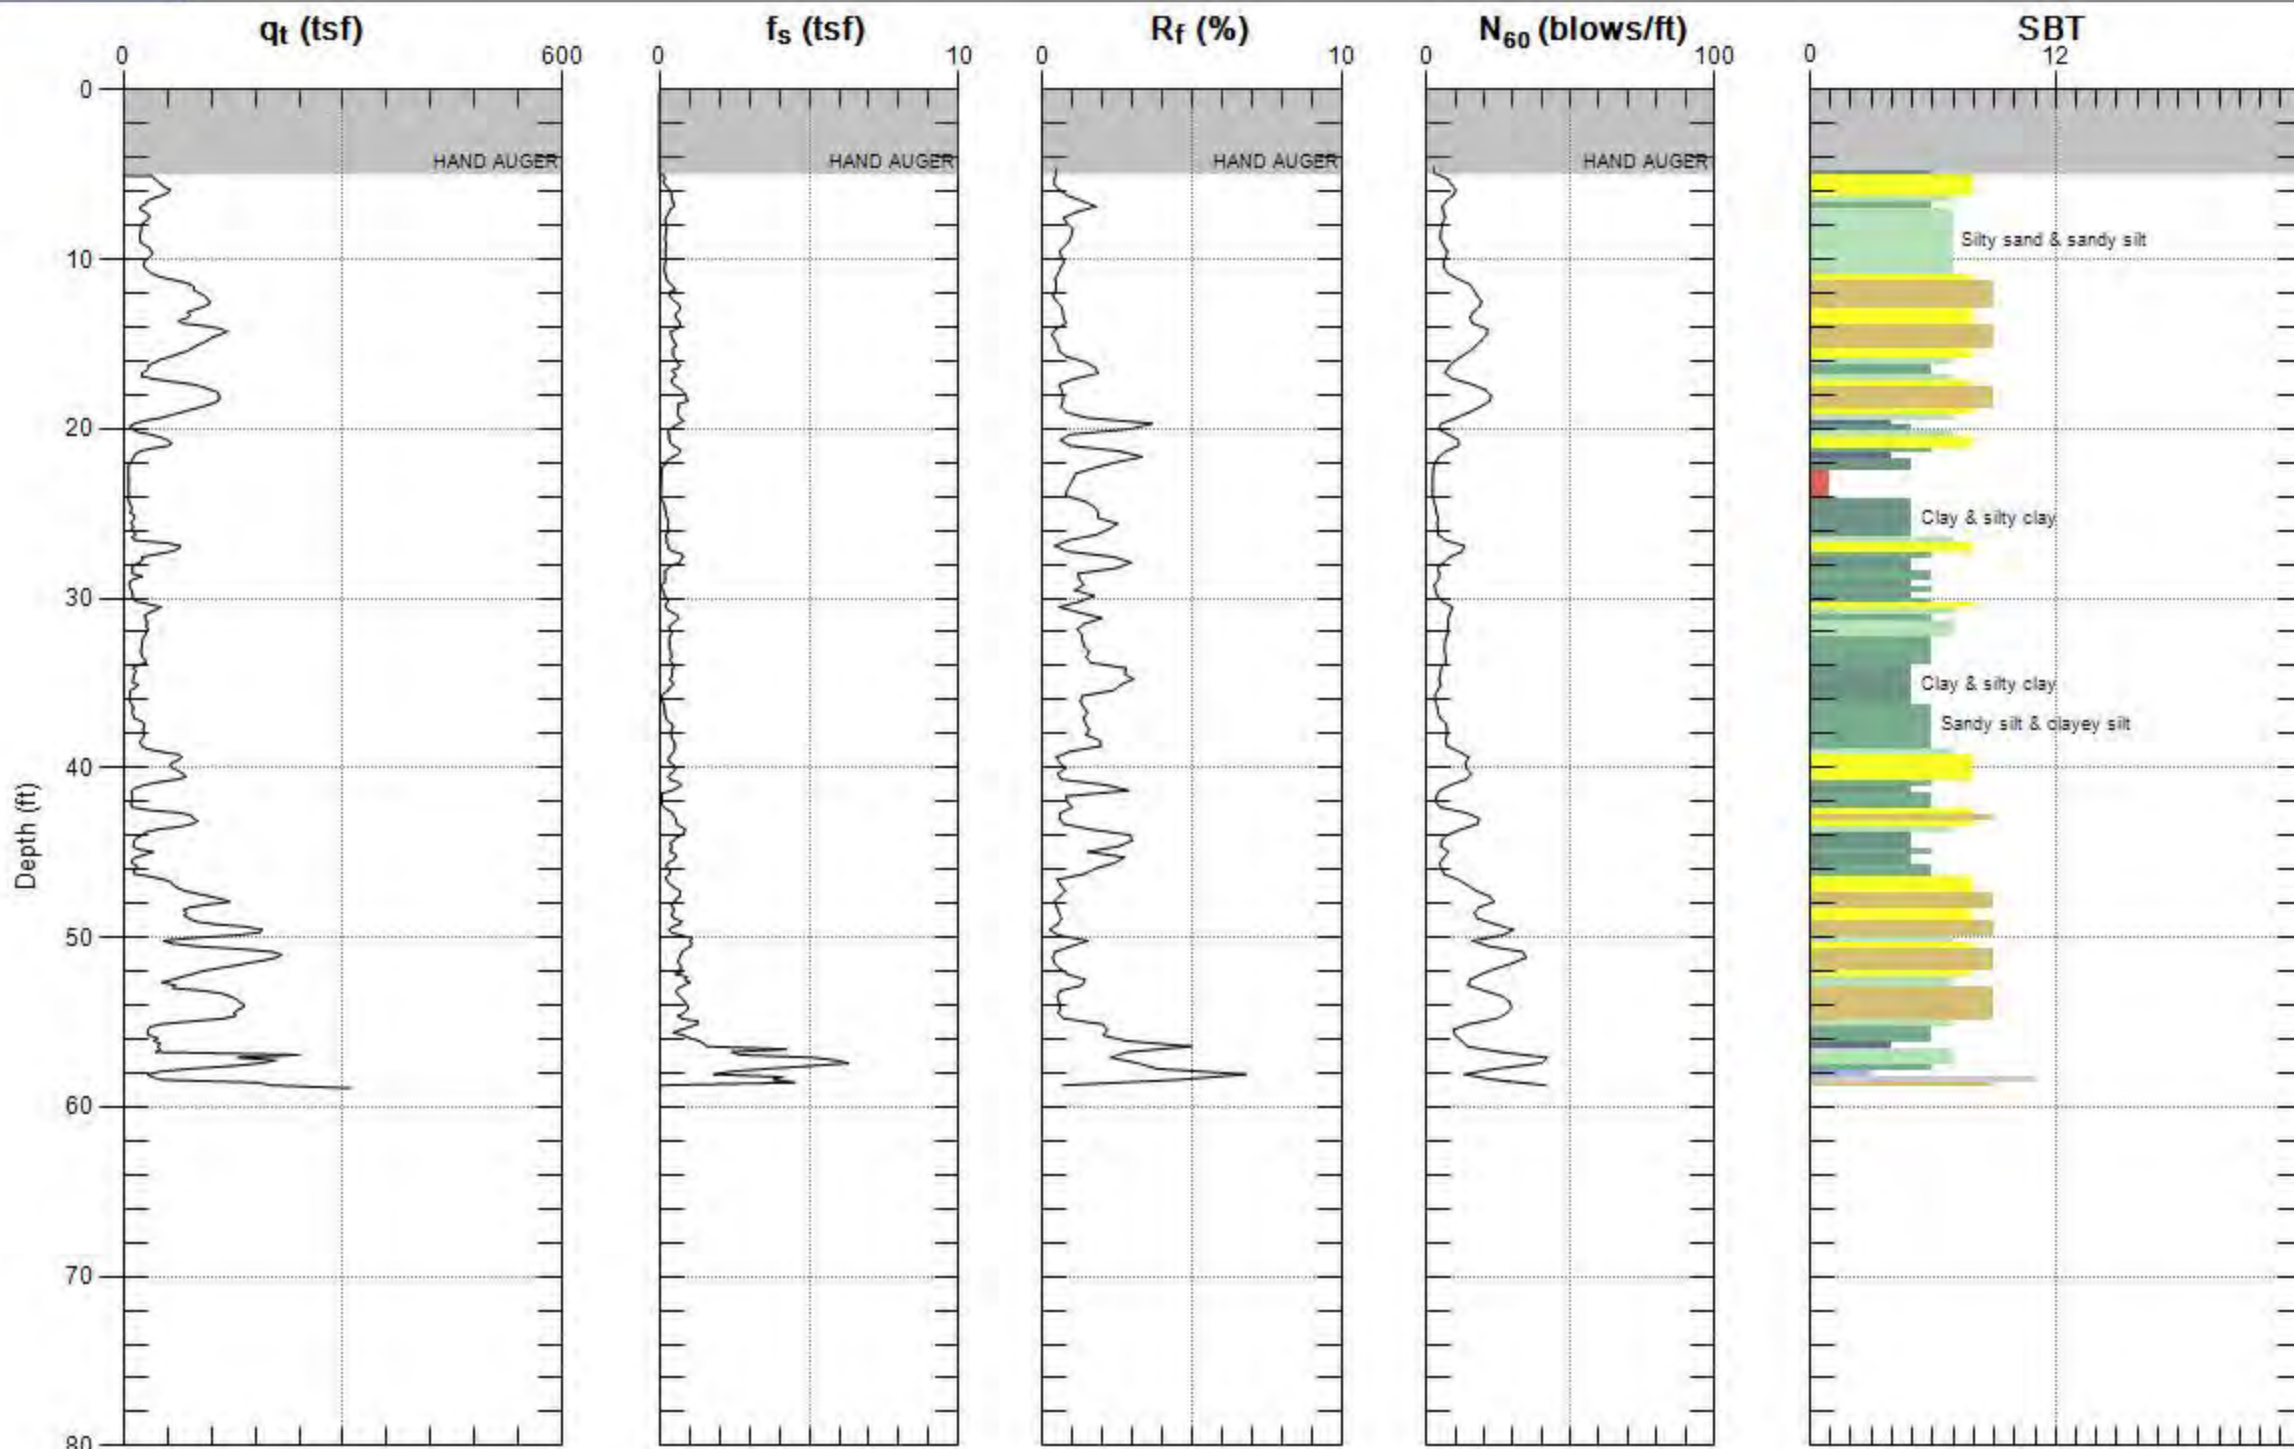 qt (tsf)
fs (tsf)
Rf (%)
N60 (blows/ft)
SBT
0 600
0 10
0 10
0 100
0 12
0
HAND AUGER
HAND AUGER
HAND AUGER
HAND AUGER
Silty sand & sandy silt
10
20
Clay & silty clay
30
Clay & silty clay
Sandy silt & clayey silt
40
Depth (ft)
50
60
70
80